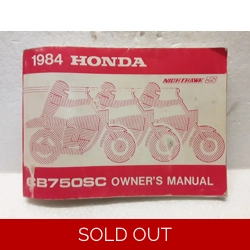 1984 HONDA
NIGHTHAWK S
CB750SC OWNER'S MANUAL
SOLD OUT